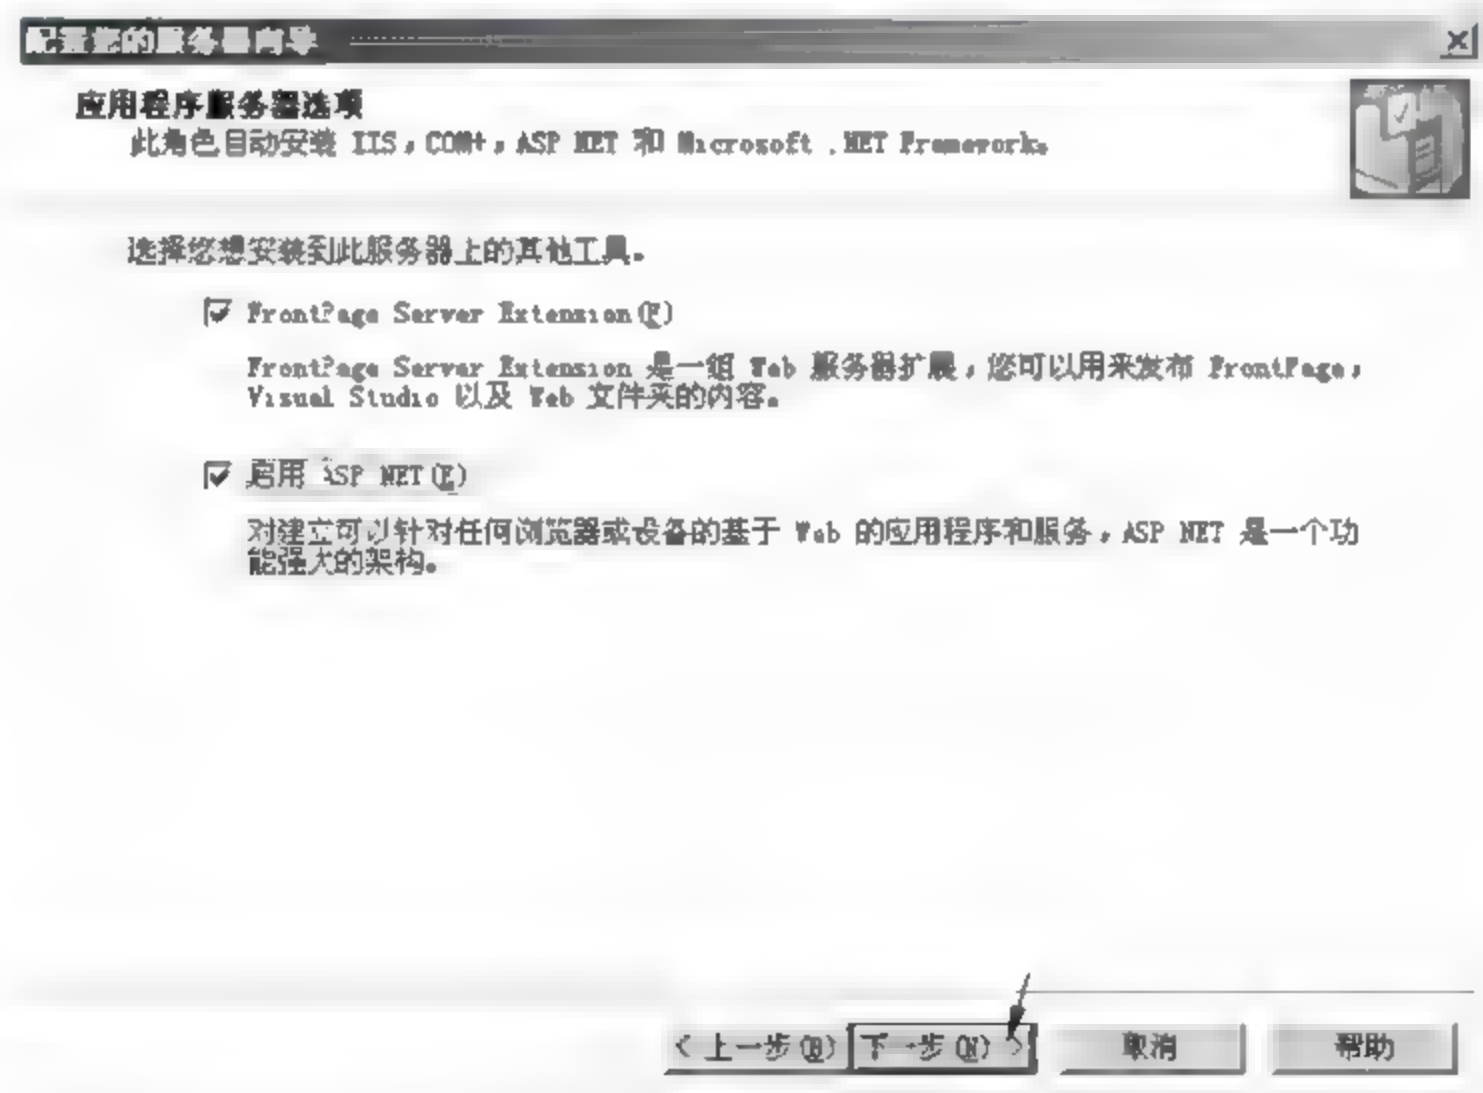 配置您的服务器向导
应用程序服务器选项
此角色自动安装 IIS，COM+，ASP NET 和 Microsoft .NET Framework。
选择您想安装到此服务器上的其他工具。
FrontPage Server Extension(F)
FrontPage Server Extension 是一组 Web 服务器扩展，您可以用来发布 FrontPage，
Visual Studio 以及 Web 文件夹的内容。
启用 ASP NET(E)
对建立可以针对任何浏览器或设备的基于 Web 的应用程序和服务，ASP NET 是一个功
能强大的架构。
< 上一步(B) 下一步(N) > 取消 帮助